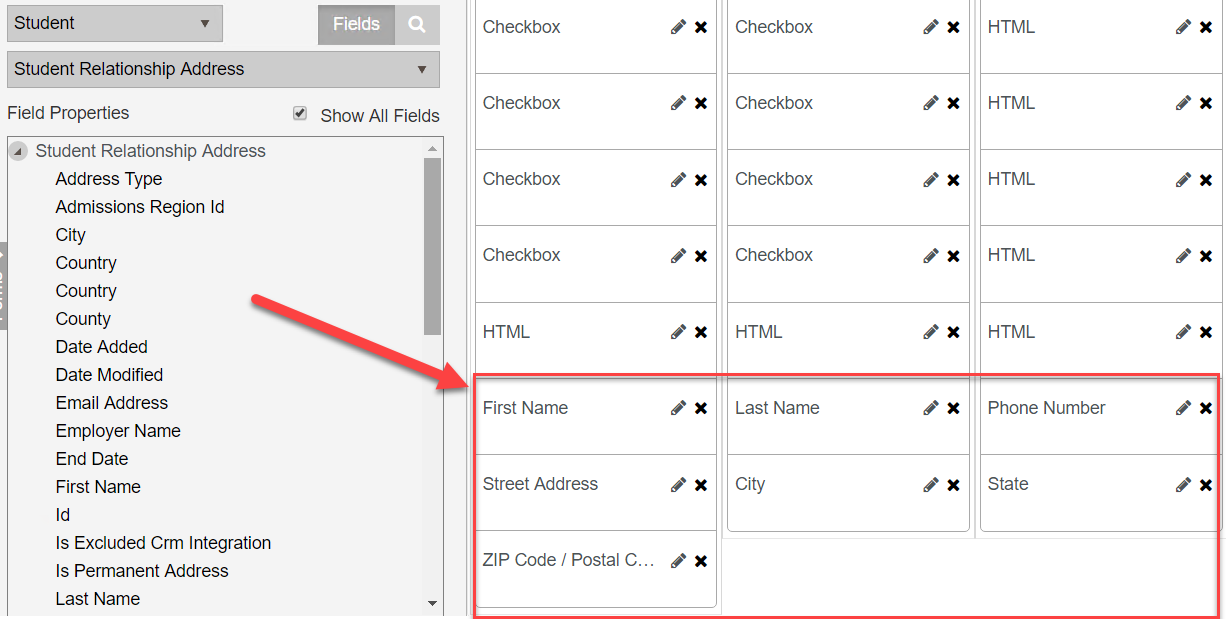 Student
Fields
Student Relationship Address
Field Properties
Show All Fields
Student Relationship Address
Address Type
Admissions Region Id
City
Country
Country
County
Date Added
Date Modified
Email Address
Employer Name
End Date
First Name
Id
Is Excluded Crm Integration
Is Permanent Address
Last Name
Checkbox
Checkbox
HTML
Checkbox
Checkbox
HTML
Checkbox
Checkbox
HTML
Checkbox
Checkbox
HTML
HTML
HTML
HTML
First Name
Last Name
Phone Number
Street Address
City
State
ZIP Code / Postal C...